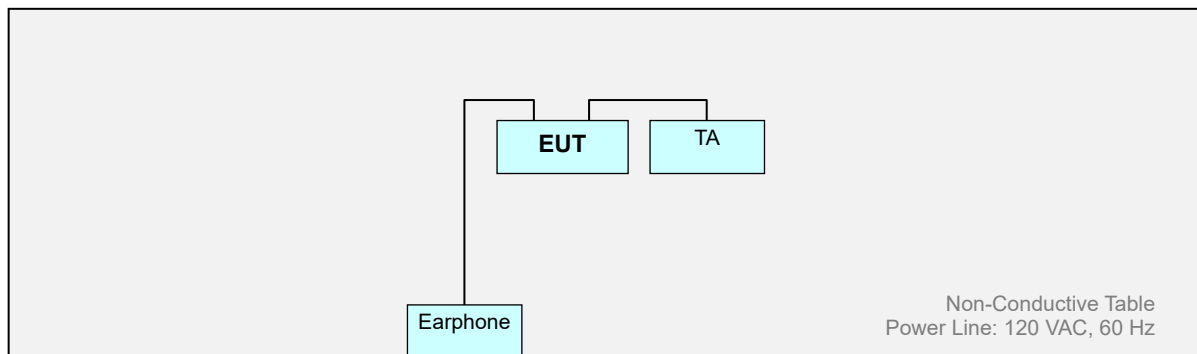 EUT
TA
Earphone
Non-Conductive Table
Power Line: 120 VAC, 60 Hz